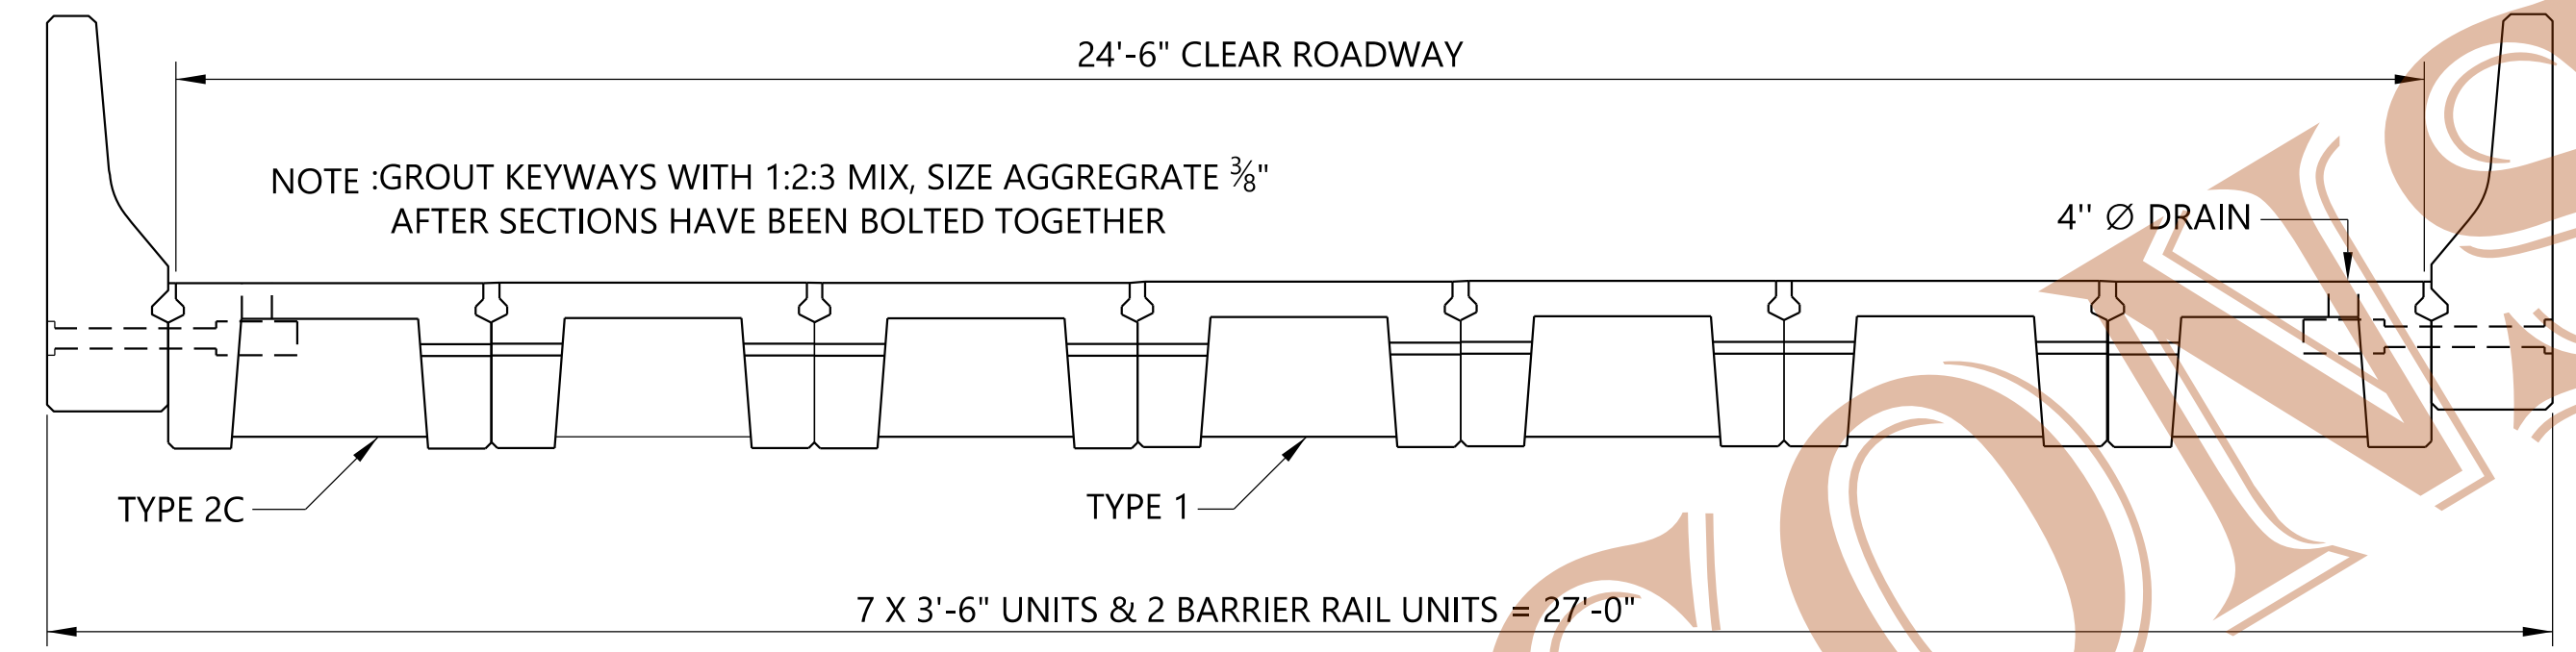 24'-6" CLEAR ROADWAY
NOTE :GROUT KEYWAYS WITH 1:2:3 MIX, SIZE AGGREGRATE ⅜"
AFTER SECTIONS HAVE BEEN BOLTED TOGETHER
4'' Ø DRAIN
TYPE 2C
TYPE 1
7 X 3'-6" UNITS & 2 BARRIER RAIL UNITS = 27'-0"